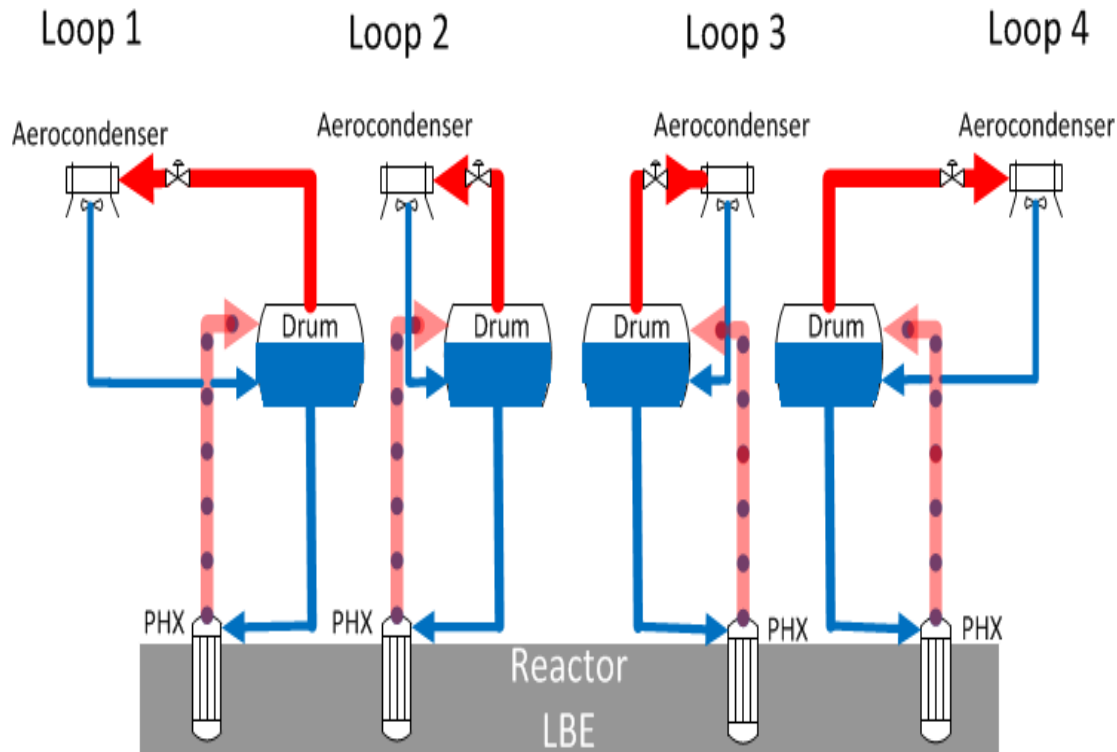 Loop 1
Loop 2
Loop 3
Loop 4
Aerocondenser
Aerocondenser
Aerocondenser
Aerocondenser
Drum
Drum
Drum
Drum
PHX
PHX
PHX
PHX
Reactor
LBE